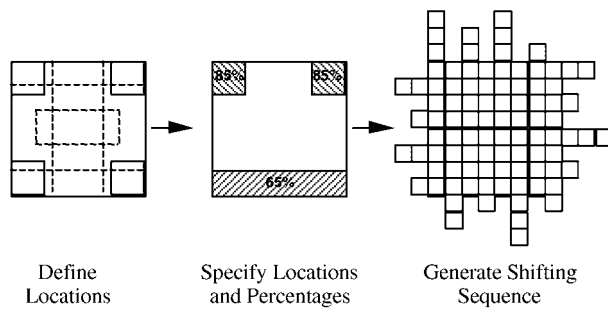 85% 85%
65%
Define
Locations
Specify Locations
and Percentages
Generate Shifting
Sequence